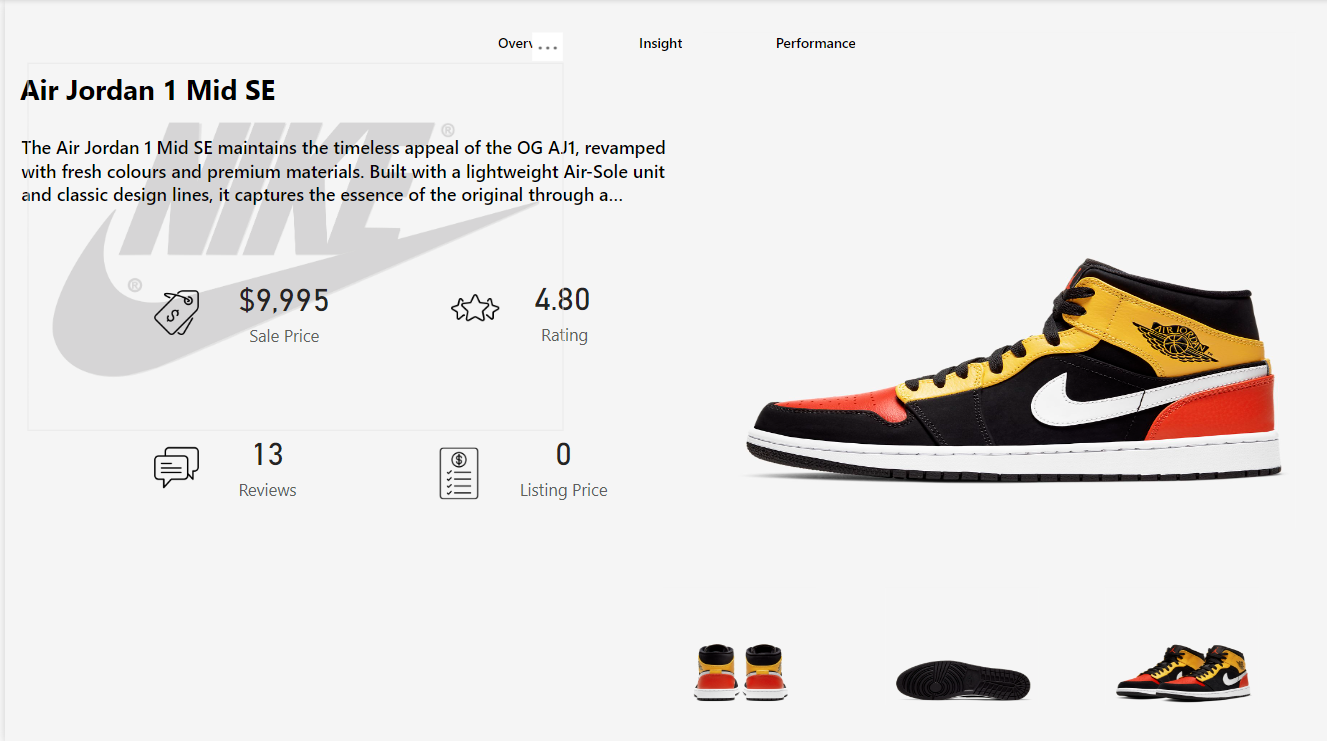 Overv ...
Insight
Performance
Air Jordan 1 Mid SE
NIKE ®
The Air Jordan 1 Mid SE maintains the timeless appeal of the OG AJ1, revamped
with fresh colours and premium materials. Built with a lightweight Air-Sole unit
and classic design lines, it captures the essence of the original through a...
®
$9,995
Sale Price
4.80
Rating
AIR JORDAN
13
Reviews
0
Listing Price